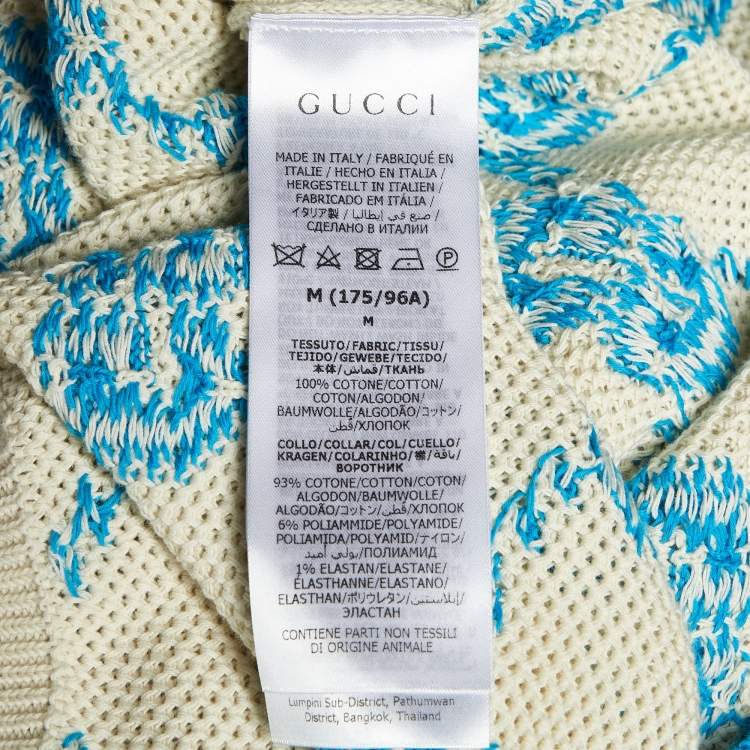 GUCCI
MADE IN ITALY / FABRIQUÉ EN
ITALIE / HECHO EN ITALIA /
HERGESTELLT IN ITALIEN /
FABRICADO EM ITÁLIA /
イタリア製 / صنع في إيطاليا /
СДЕЛАНО В ИТАЛИИ
P
M (175/96A)
M
TESSUTO/FABRIC/TISSU/
TEJIDO/GEWEBE/TECIDO/
本体/قماش/ТКАНЬ
100% COTONE/COTTON/
COTON/ALGODON/
BAUMWOLLE/ALGODÃO/コットン/
قطن/ХЛОПОК
COLLO/COLLAR/COL/CUELLO/
KRAGEN/COLARINHO/襟/ياقة/
ВОРОТНИК
93% COTONE/COTTON/COTON/
ALGODON/BAUMWOLLE/
ALGODÃO/コットン/قطن/ХЛОПОК
6% POLIAMMIDE/POLYAMIDE/
POLIAMIDA/POLYAMID/ナイロン/
بولي أميد/ПОЛИАМИД
1% ELASTAN/ELASTANE/
ÉLASTHANNE/ELASTANO/
ELASTHAN/ポリウレタン/إيلاستين/
ЭЛАСТАН
CONTIENE PARTI NON TESSILI
DI ORIGINE ANIMALE
Lumpini Sub-District, Pathumwan
District, Bangkok, Thailand